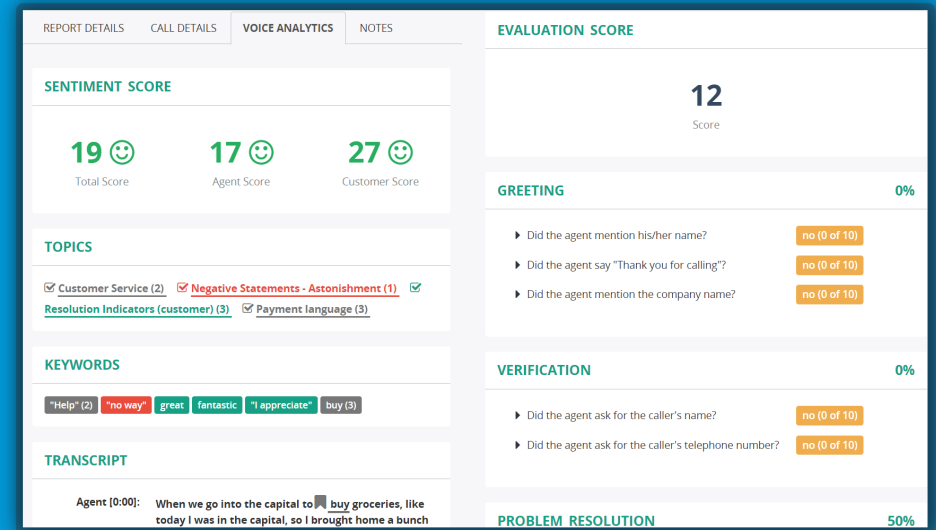 REPORT DETAILS CALL DETAILS VOICE ANALYTICS NOTES
SENTIMENT SCORE
19 17 27
Total Score Agent Score Customer Score
TOPICS
Customer Service (2) Negative Statements - Astonishment (1)
Resolution Indicators (customer) (3) Payment language (3)
KEYWORDS
"Help" (2) "no way" great fantastic "I appreciate" buy (3)
TRANSCRIPT
Agent [0:00]: When we go into the capital to buy groceries, like
today I was in the capital, so I brought home a bunch
EVALUATION SCORE
12
Score
GREETING 0%
Did the agent mention his/her name? no (0 of 10)
Did the agent say "Thank you for calling"? no (0 of 10)
Did the agent mention the company name? no (0 of 10)
VERIFICATION 0%
Did the agent ask for the caller's name? no (0 of 10)
Did the agent ask for the caller's telephone number? no (0 of 10)
PROBLEM RESOLUTION 50%